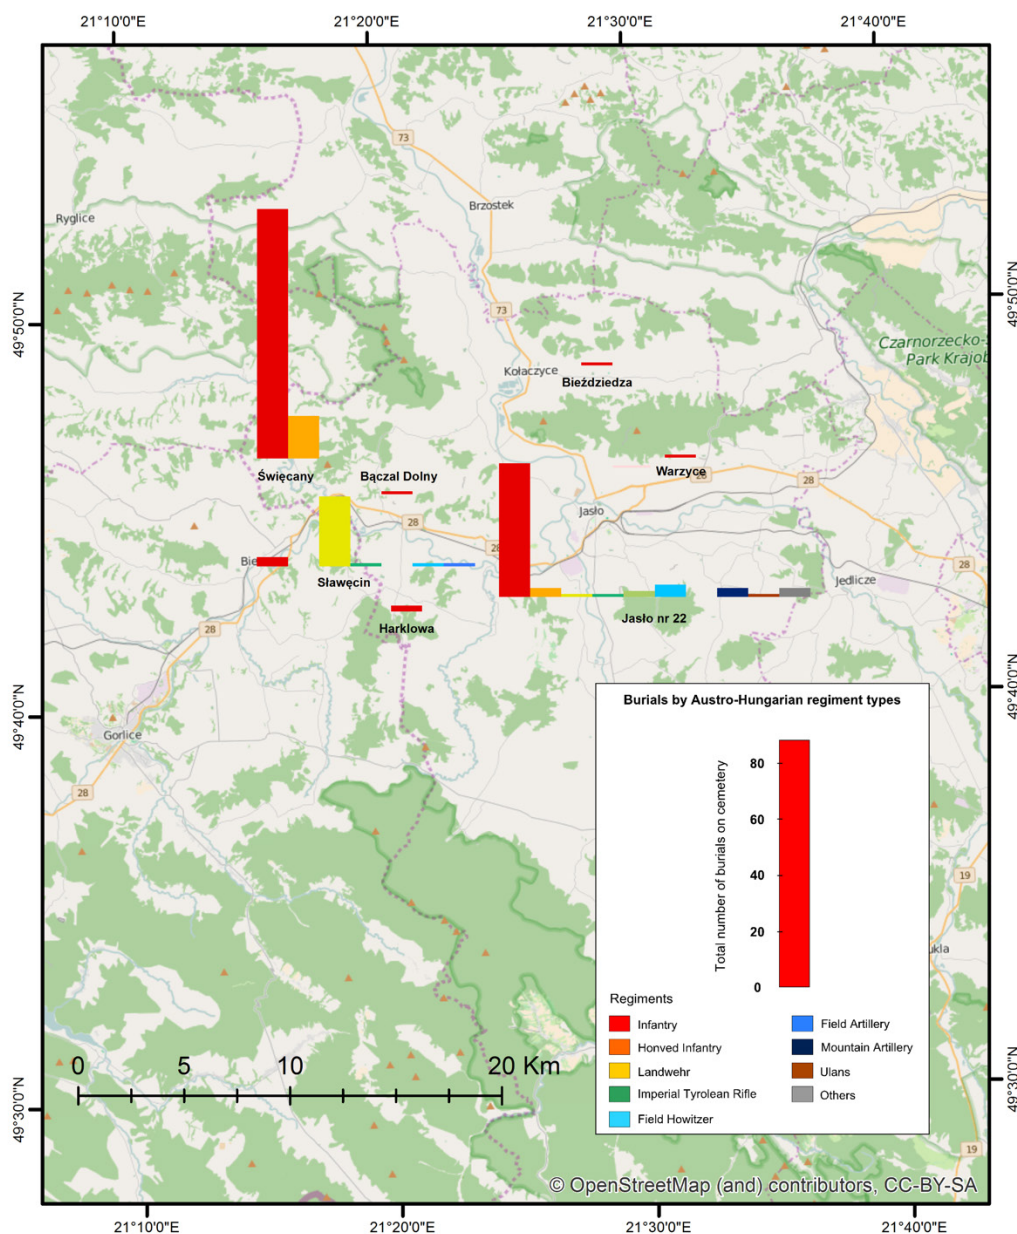 21°10'0"E
21°20'0"E
21°30'0"E
21°40'0"E
73
Brzostek
Ryglice
49°50'0"N
49°50'0"N
73
Czarnorzecko-
Park Krajob
Kołaczyce
Bieździedza
Święcany
Bączal Dolny
Warzyce
28
28
28
Jasło
28
Bie
Sławęcin
Jedlicze
28
Jasło nr 22
Harklowa
28
49°40'0"N
49°40'0"N
Gorlice
28
19
ukla
19
Burials by Austro-Hungarian regiment types
Total number of burials on cemetery
80
60
40
20
0
Regiments
Infantry
Honved Infantry
Landwehr
Imperial Tyrolean Rifle
Field Howitzer
Field Artillery
Mountain Artillery
Ulans
Others
0 5 10 20 Km
49°30'0"N
49°30'0"N
© OpenStreetMap (and) contributors, CC-BY-SA
21°10'0"E
21°20'0"E
21°30'0"E
21°40'0"E